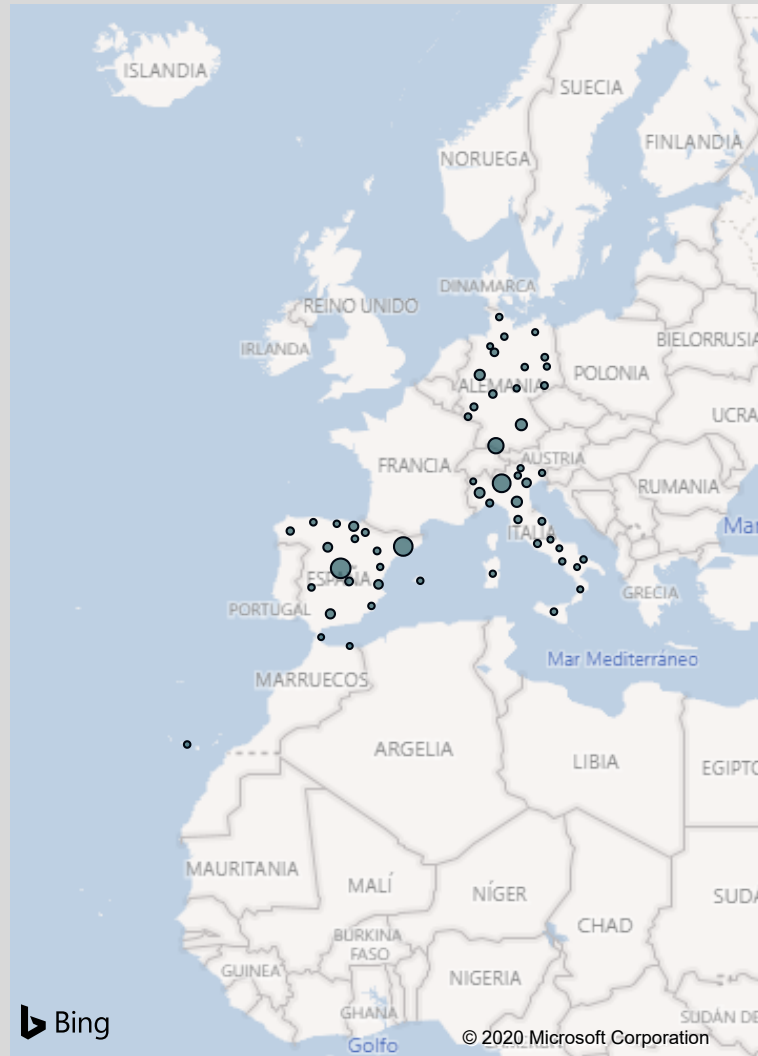 ISLANDIA
SUECIA
FINLANDIA
NORUEGA
DINAMARCA
REINO UNIDO
IRLANDA
BIELORRUSIA
POLONIA
ALEMANIA
UCRA
FRANCIA
AUSTRIA
RUMANIA
Mar
ITALIA
ESPAÑA
PORTUGAL
GRECIA
Mar Mediterráneo
MARRUECOS
ARGELIA
LIBIA
EGIPTO
MAURITANIA
MALÍ
NÍGER
CHAD
SUDA
BURKINA
FASO
GUINEA
NIGERIA
GHANA
SUDÁN DE
Bing
© 2020 Microsoft Corporation
Golfo